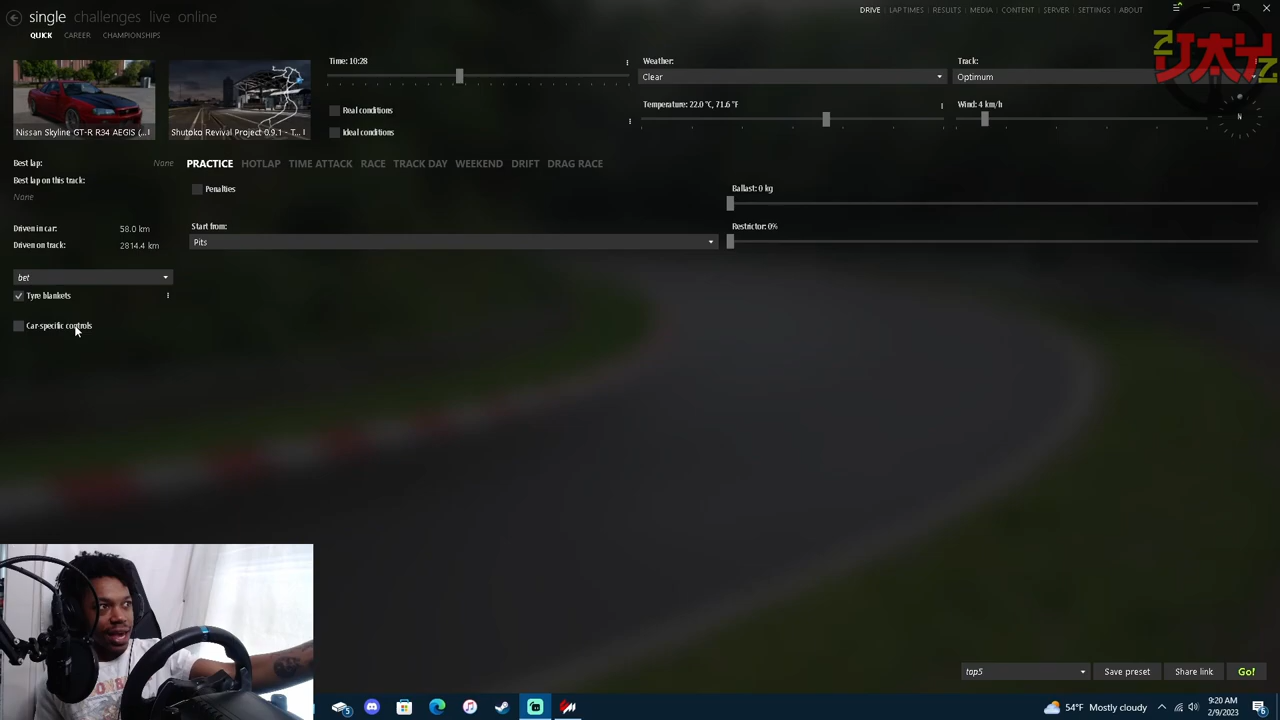 single challenges live online
DRIVE LAP TIMES RESULTS MEDIA CONTENT SERVER SETTINGS ABOUT
QUICK CAREER CHAMPIONSHIPS
JAY
Time: 10:28
Weather:
Track:
Clear
Optimum
Real conditions
Temperature: 22.0 °C, 71.6 °F
Wind: 4 km/h
N
Ideal conditions
Nissan Skyline GT-R R34 AEGIS (...
Shutoko Revival Project 0.9.1 - T...
Best lap: None
PRACTICE HOTLAP TIME ATTACK RACE TRACK DAY WEEKEND DRIFT DRAG RACE
Best lap on this track:
None
Penalties
Ballast: 0 kg
Driven in car: 58.0 km
Start from:
Restrictor: 0%
Driven on track: 2814.4 km
Pits
bet
Tyre blankets
Car-specific controls
top5
Save preset
Share link
Go!
5
54°F Mostly cloudy
9:20 AM
2/9/2023
6